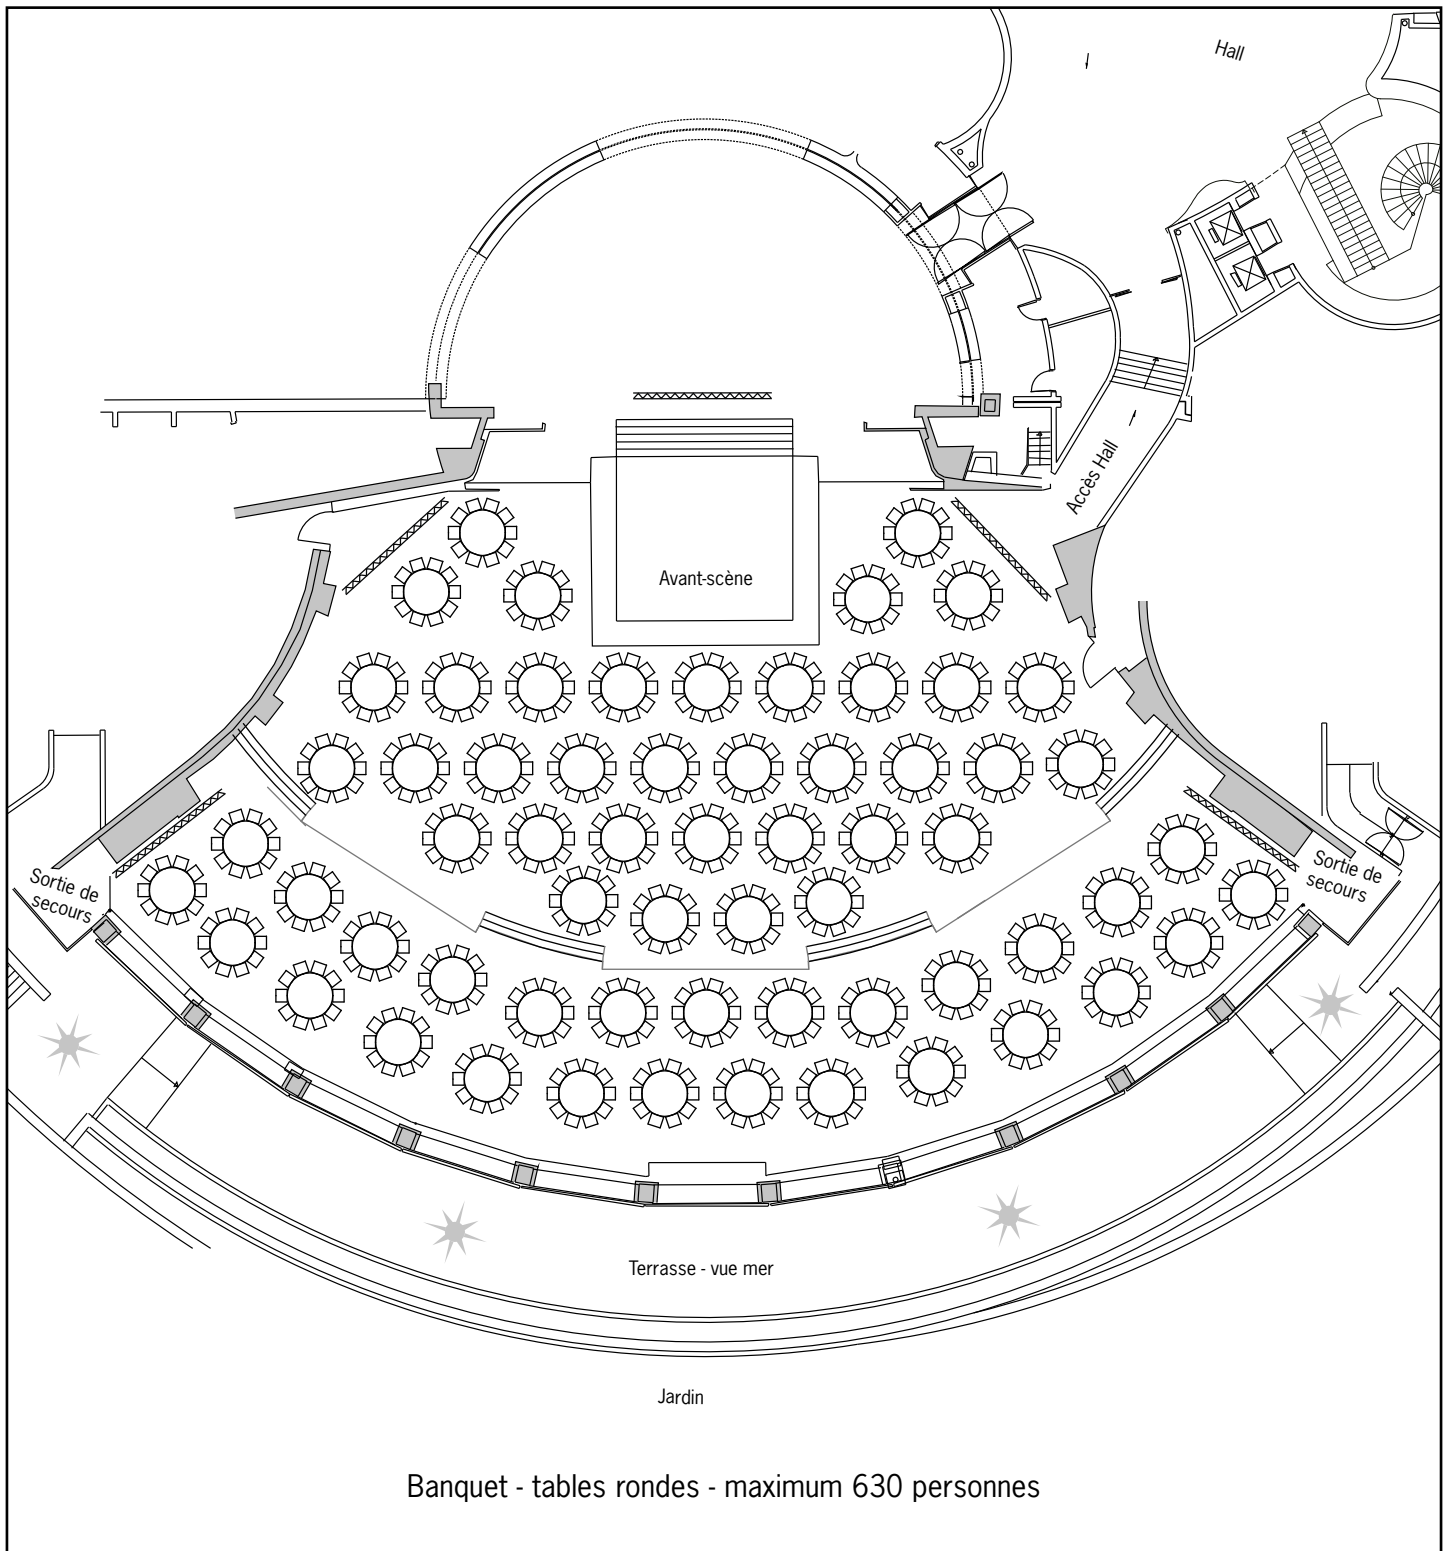 Hall
Accès Hall
Avant-scène
Sortie de
secours
Sortie de
secours
Terrasse - vue mer
Jardin
Banquet - tables rondes - maximum 630 personnes